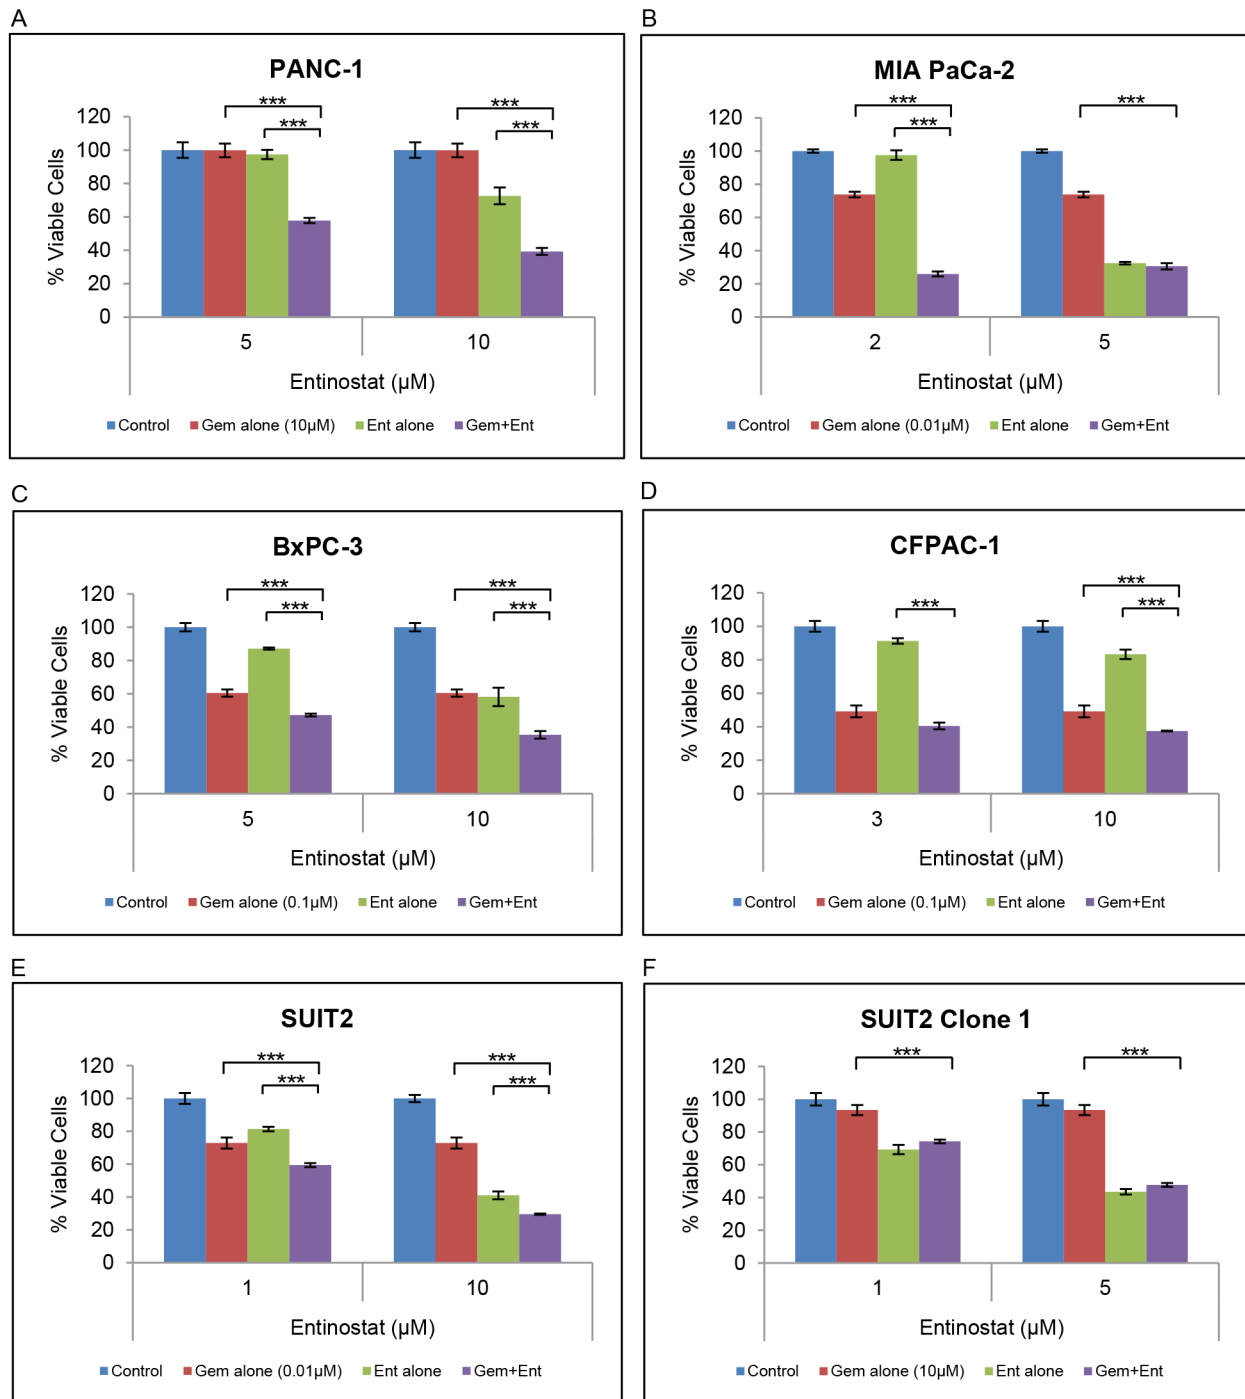 A
PANC-1
*** ***
*** ***
120
100
80
60
40
20
0
% Viable Cells
5 10
Entinostat (µM)
Control Gem alone (10µM) Ent alone Gem+Ent
B
MIA PaCa-2
*** ***
***
120
100
80
60
40
20
0
% Viable Cells
2 5
Entinostat (µM)
Control Gem alone (0.01µM) Ent alone Gem+Ent
C
BxPC-3
*** ***
*** ***
120
100
80
60
40
20
0
% Viable Cells
5 10
Entinostat (µM)
Control Gem alone (0.1µM) Ent alone Gem+Ent
D
CFPAC-1
***
*** ***
120
100
80
60
40
20
0
% Viable Cells
3 10
Entinostat (µM)
Control Gem alone (0.1µM) Ent alone Gem+Ent
E
SUIT2
*** ***
*** ***
120
100
80
60
40
20
0
% Viable Cells
1 10
Entinostat (µM)
Control Gem alone (0.01µM) Ent alone Gem+Ent
F
SUIT2 Clone 1
*** ***
120
100
80
60
40
20
0
% Viable Cells
1 5
Entinostat (µM)
Control Gem alone (10µM) Ent alone Gem+Ent